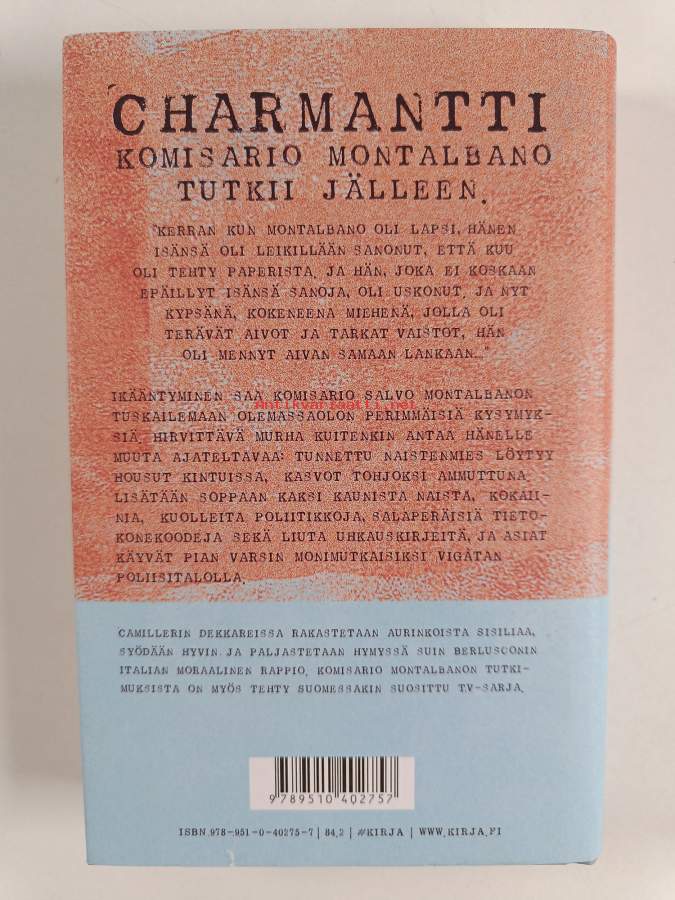 CHARMANTTI
KOMISARIO MONTALBANO
TUTKII JÄLLEEN.
"KERRAN KUN MONTALBANO OLI LAPSI, HÄNEN
ISÄNSÄ OLI LEIKILLÄÄN SANONUT, ETTÄ KUU
OLI TEHTY PAPERISTA. JA HÄN, JOKA EI KOSKAAN
EPÄILLYT ISÄNSÄ SANOJA, OLI USKONUT. JA NYT
KYPSÄNÄ, KOKENEENA MIEHENÄ, JOLLA OLI
TERÄVÄT AIVOT JA TARKAT VAISTOT, HÄN
OLI MENNYT AIVAN SAMAAN LANKAAN..."
IKÄÄNTYMINEN SAA KOMISARIO SALVO MONTALBANON
TUSKAILEMAAN OLEMASSAOLON PERIMMÄISIÄ KYSYMYK-
SIÄ. HIRVITTÄVÄ MURHA KUITENKIN ANTAA HÄNELLE
MUUTA AJATELTAVAA: TUNNETTU NAISTENMIES LÖYTYY
HOUSUT KINTUISSA, KASVOT TOHJOKSI AMMUTTUNA.
LISÄTÄÄN SOPPAAN KAKSI KAUNISTA NAISTA, KOKAII-
NIA, KUOLLEITA POLIITIKKOJA, SALAPERÄISIÄ TIETO-
KONEKOODEJA SEKÄ LIUTA UHKAUSKIRJEITÄ, JA ASIAT
KÄYVÄT PIAN VARSIN MONIMUTKAISIKSI VIGÀTAN
POLIISITALOLLA.
Antikvariaatti.net
CAMILLERIN DEKKAREISSA RAKASTETAAN AURINKOISTA SISILIAA,
SYÖDÄÄN HYVIN JA PALJASTETAAN HYMYSSÄ SUIN BERLUSCONIN
ITALIAN MORAALINEN RAPPIO. KOMISARIO MONTALBANON TUTKI-
MUKSISTA ON MYÖS TEHTY SUOMESSAKIN SUOSITTU TV-SARJA.
9 789510 402757
ISBN 978-951-0-40275-7 | 84.2 | #KIRJA | WWW.KIRJA.FI